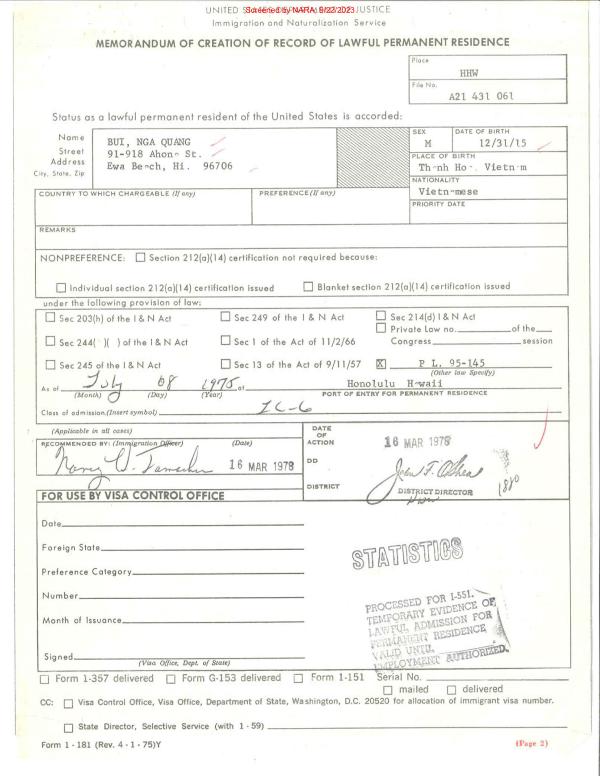 UNITED S JUSTICE
Screened by NARA, 9/22/2023
Immigration and Naturalization Service
MEMORANDUM OF CREATION OF RECORD OF LAWFUL PERMANENT RESIDENCE
Place
HHW
File No.
A21 431 061
Status as a lawful permanent resident of the United States is accorded:
Name BUI, NGA QUANG
Street 91-918 Ahon St.
Address Ewa Be ch, Hi. 96706
City, State, Zip
SEX M
DATE OF BIRTH 12/31/15
PLACE OF BIRTH
Th nh Ho , Vietn m
NATIONALITY
Vietn mese
COUNTRY TO WHICH CHARGEABLE (If any)
PREFERENCE (If any)
PRIORITY DATE
REMARKS
NONPREFERENCE: Section 212(a)(14) certification not required because:
Individual section 212(a)(14) certification issued Blanket section 212(a)(14) certification issued
under the following provision of law:
Sec 203(h) of the I & N Act Sec 249 of the I & N Act Sec 214(d) I & N Act
Private Law no. of the
Sec 244( )( ) of the I & N Act Sec 1 of the Act of 11/2/66 Congress session
Sec 245 of the I & N Act Sec 13 of the Act of 9/11/57 X P L. 95-145
(Other law Specify)
As of July 08 1975 at Honolulu H waii
(Month) (Day) (Year) PORT OF ENTRY FOR PERMANENT RESIDENCE
Class of admission.(Insert symbol) IC-6
(Applicable in all cases)
RECOMMENDED BY: (Immigration Officer) (Date)
16 MAR 1978
DATE OF ACTION
16 MAR 1978
DD
DISTRICT
DISTRICT DIRECTOR
FOR USE BY VISA CONTROL OFFICE
Date
Foreign State
Preference Category
Number
Month of Issuance
Signed
(Visa Office, Dept. of State)
STATISTICS
PROCESSED FOR I-551.
TEMPORARY EVIDENCE OF
LAWFUL ADMISSION FOR
PERMANENT RESIDENCE
VALID UNTIL
EMPLOYMENT AUTHORIZED.
Form 1-357 delivered Form G-153 delivered Form 1-151 Serial No.
mailed delivered
CC: Visa Control Office, Visa Office, Department of State, Washington, D.C. 20520 for allocation of immigrant visa number.
State Director, Selective Service (with 1-59)
Form 1 - 181 (Rev. 4 - 1 - 75)Y
(Page 2)